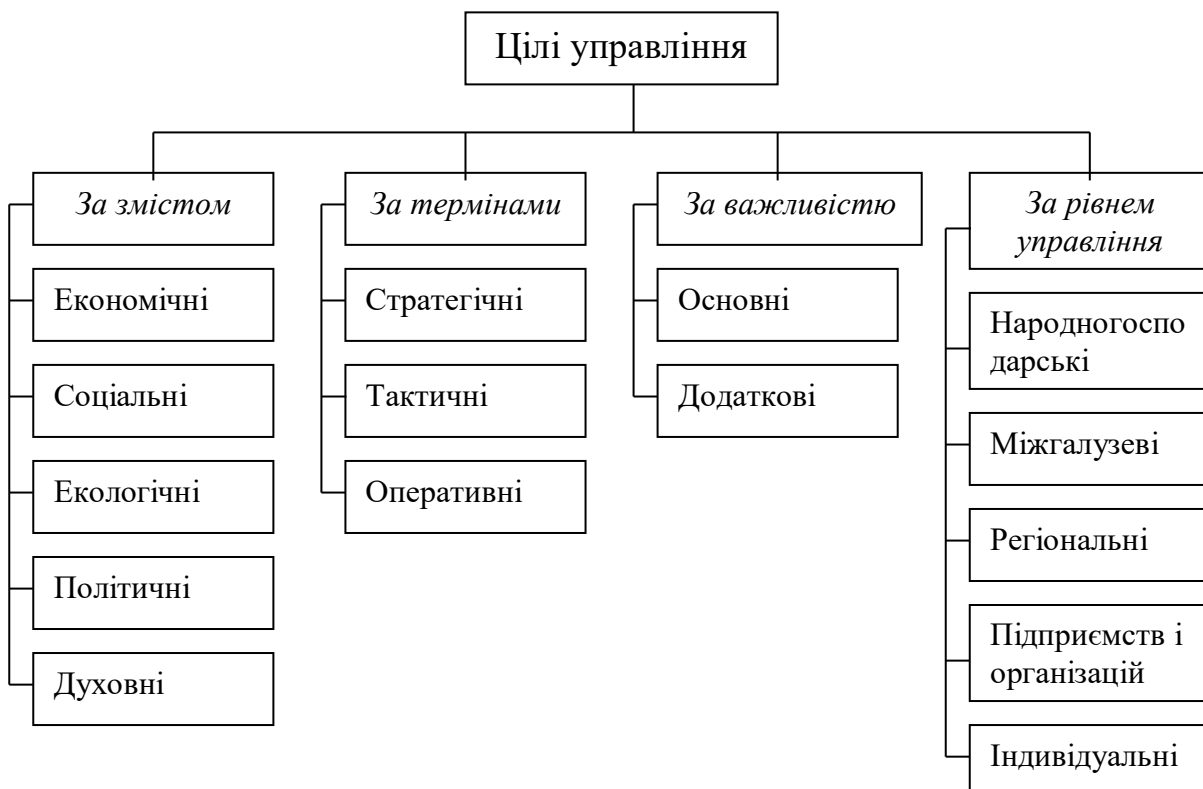 Цілі управління
За змістом
Економічні
Соціальні
Екологічні
Політичні
Духовні
За термінами
Стратегічні
Тактичні
Оперативні
За важливістю
Основні
Додаткові
За рівнем
управління
Народногоспо
дарські
Міжгалузеві
Регіональні
Підприємств і
організацій
Індивідуальні